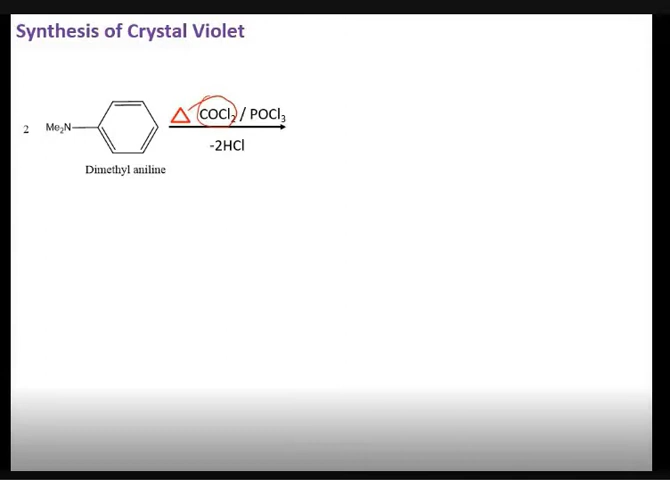 Synthesis of Crystal Violet
2 Me₂N
COCl₂ / POCl₃
-2HCl
Dimethyl aniline